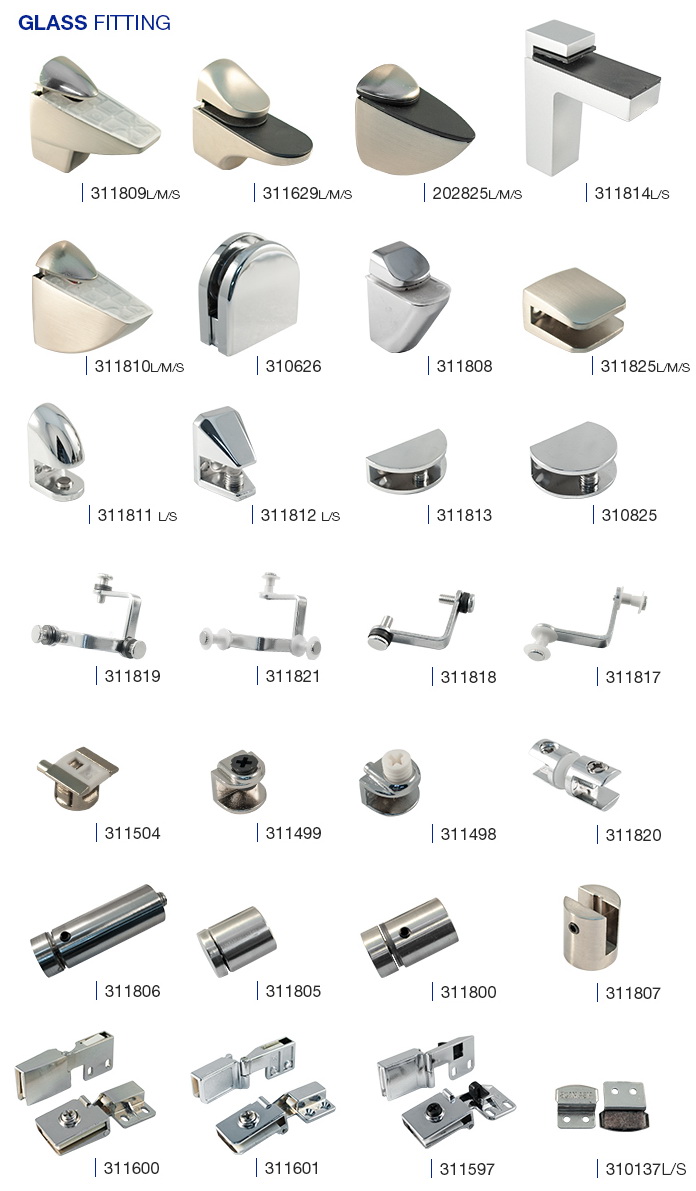 GLASS FITTING
311809L/M/S 311629L/M/S 202825L/M/S 311814L/S
311810L/M/S 310626 311808 311825L/M/S
311811 L/S 311812 L/S 311813 310825
311819 311821 311818 311817
311504 311499 311498 311820
311806 311805 311800 311807
311600 311601 311597 310137L/S